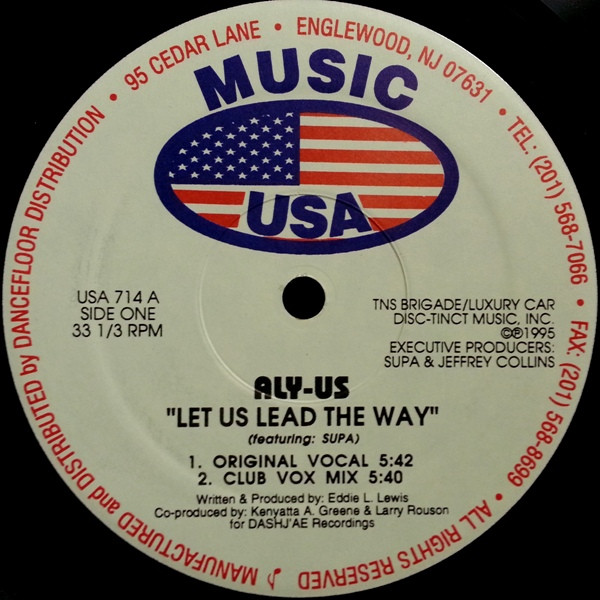 MANUFACTURED and DISTRIBUTED by DANCEFLOOR DISTRIBUTION • 95 CEDAR LANE • ENGLEWOOD, NJ 07631 • TEL: (201) 568-7066 • FAX: (201) 568-8699 • ALL RIGHTS RESERVED
MUSIC
USA
USA 714 A
SIDE ONE
33 1/3 RPM
TNS BRIGADE/LUXURY CAR
DISC-TINCT MUSIC, INC.
©℗1995
EXECUTIVE PRODUCERS:
SUPA & JEFFREY COLLINS
ALY-US
"LET US LEAD THE WAY"
(featuring: SUPA)
1. ORIGINAL VOCAL 5:42
2. CLUB VOX MIX 5:40
Written & Produced by: Eddie L. Lewis
Co-produced by: Kenyatta A. Greene & Larry Rouson
for DASHJ'AE Recordings